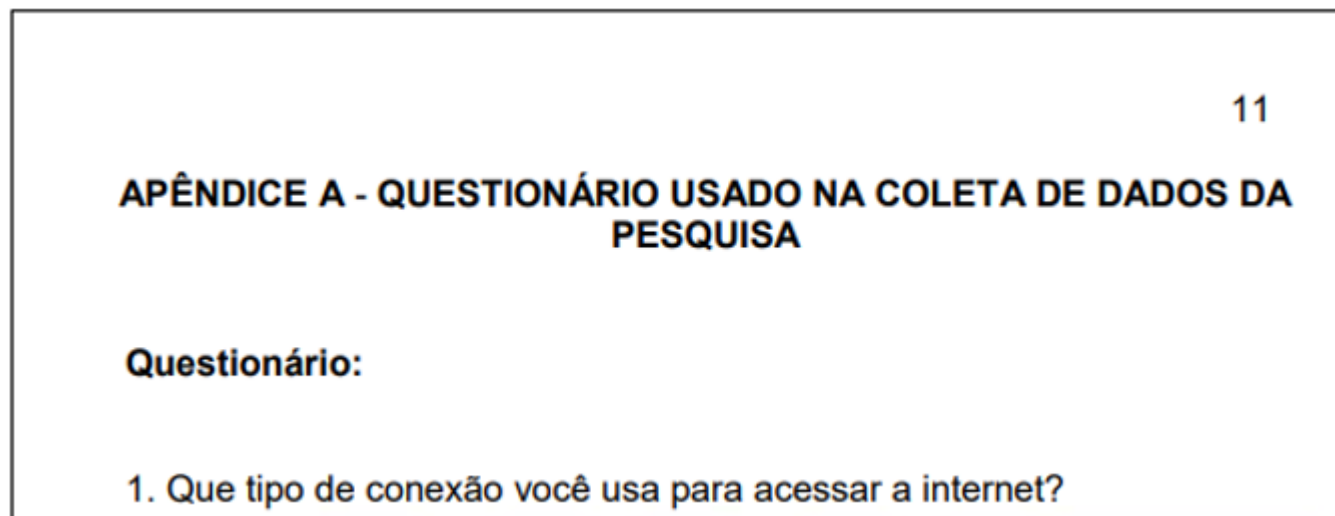 11
APÊNDICE A - QUESTIONÁRIO USADO NA COLETA DE DADOS DA
PESQUISA
Questionário:
1. Que tipo de conexão você usa para acessar a internet?